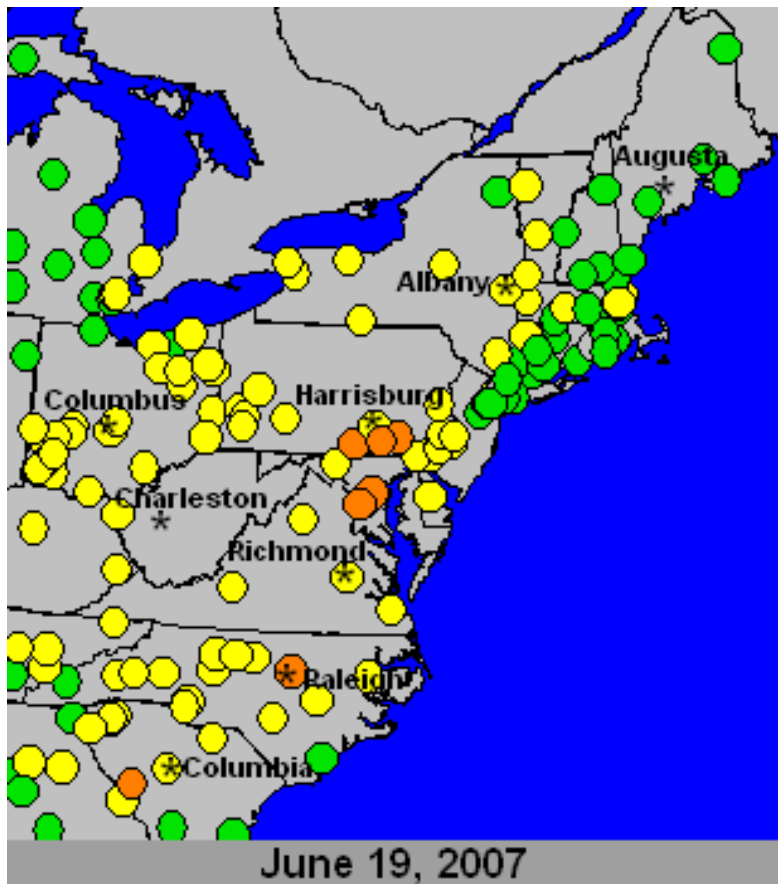 Augusta
Albany
Columbus
Harrisburg
Charleston
Richmond
Raleigh
Columbia
June 19, 2007